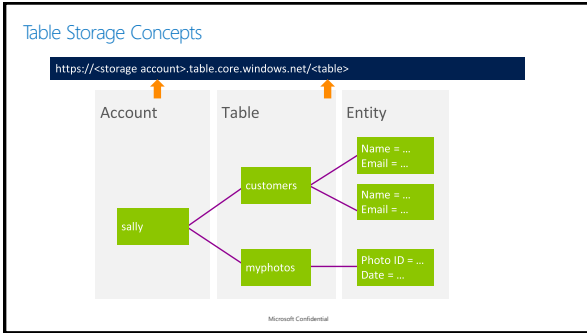 Table Storage Concepts
https://<storage account>.table.core.windows.net/<table>
Account
Table
Entity
Name = ...
Email = ...
customers
Name = ...
Email = ...
sally
myphotos
Photo ID = ...
Date = ...
Microsoft Confidential